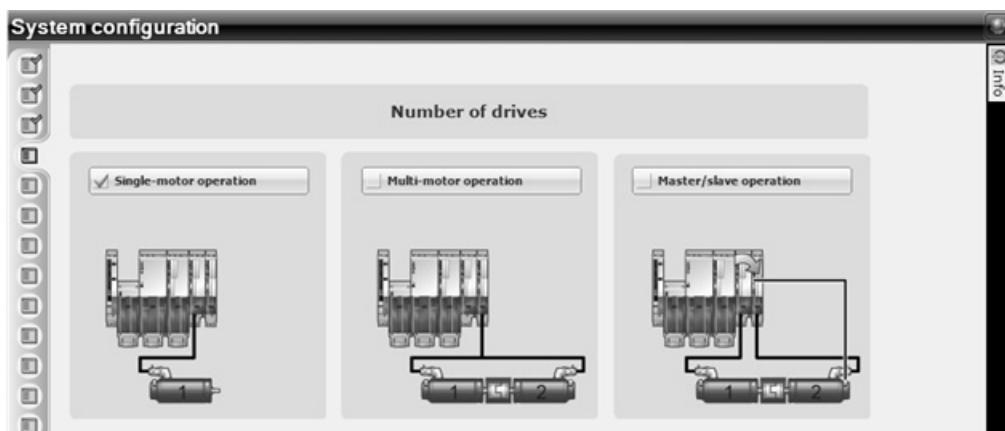 System configuration
Info
Number of drives
Single-motor operation
Multi-motor operation
Master/slave operation
1
1
2
1
2